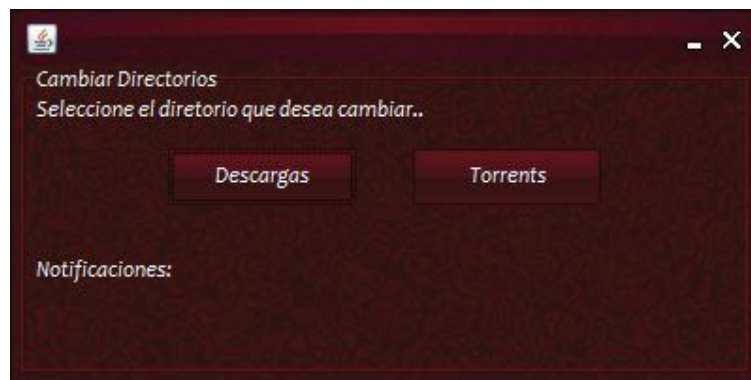 Cambiar Directorios
Seleccione el diretorio que desea cambiar..
Descargas Torrents
Notificaciones: